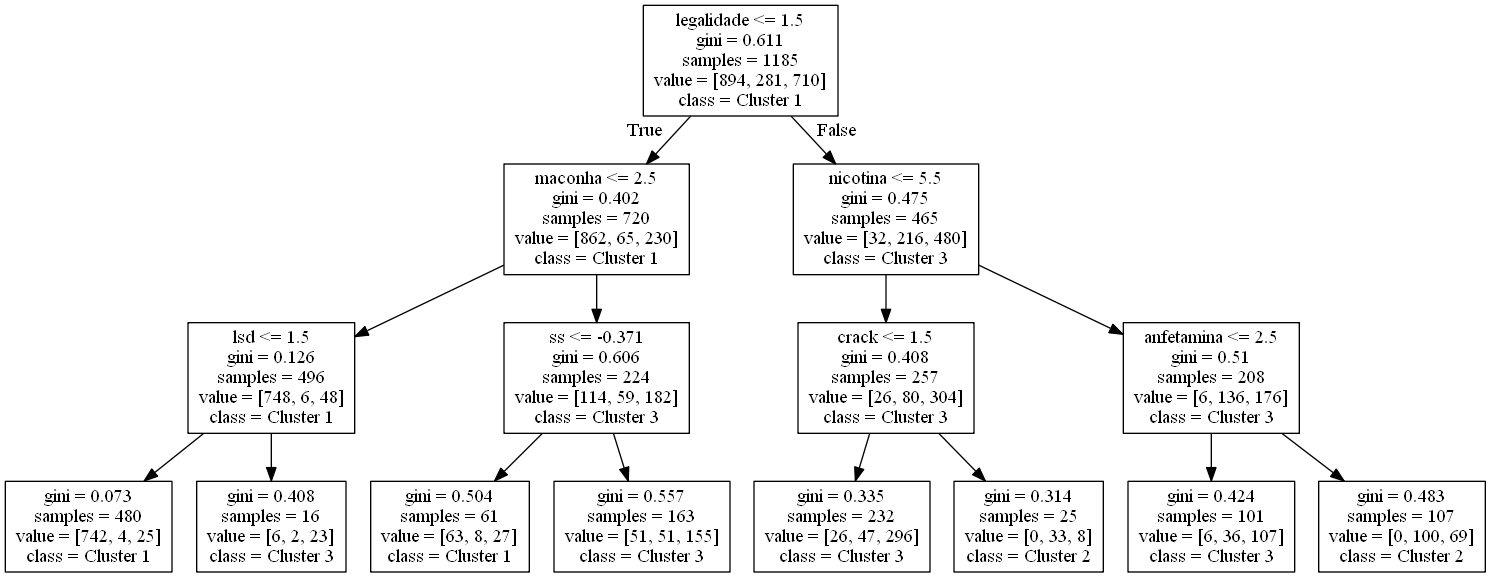 legalidade <= 1.5
gini = 0.611
samples = 1185
value = [894, 281, 710]
class = Cluster 1
True
False
maconha <= 2.5
gini = 0.402
samples = 720
value = [862, 65, 230]
class = Cluster 1
nicotina <= 5.5
gini = 0.475
samples = 465
value = [32, 216, 480]
class = Cluster 3
lsd <= 1.5
gini = 0.126
samples = 496
value = [748, 6, 48]
class = Cluster 1
ss <= -0.371
gini = 0.606
samples = 224
value = [114, 59, 182]
class = Cluster 3
crack <= 1.5
gini = 0.408
samples = 257
value = [26, 80, 304]
class = Cluster 3
anfetamina <= 2.5
gini = 0.51
samples = 208
value = [6, 136, 176]
class = Cluster 3
gini = 0.073
samples = 480
value = [742, 4, 25]
class = Cluster 1
gini = 0.408
samples = 16
value = [6, 2, 23]
class = Cluster 3
gini = 0.504
samples = 61
value = [63, 8, 27]
class = Cluster 1
gini = 0.557
samples = 163
value = [51, 51, 155]
class = Cluster 3
gini = 0.335
samples = 232
value = [26, 47, 296]
class = Cluster 3
gini = 0.314
samples = 25
value = [0, 33, 8]
class = Cluster 2
gini = 0.424
samples = 101
value = [6, 36, 107]
class = Cluster 3
gini = 0.483
samples = 107
value = [0, 100, 69]
class = Cluster 2